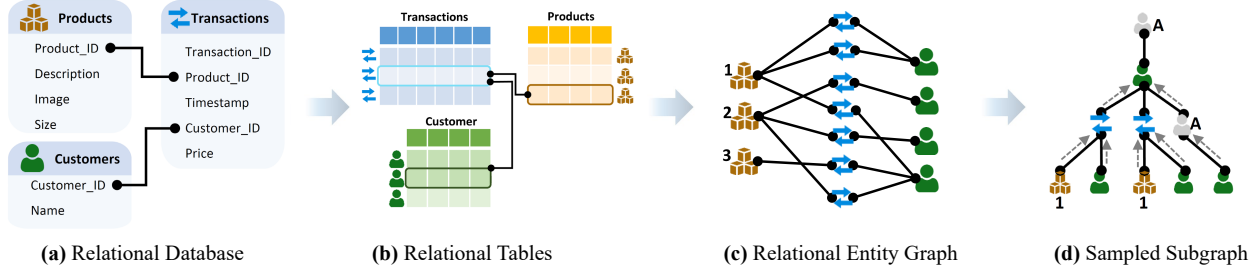 Products
Product_ID
Description
Image
Size
Customers
Customer_ID
Name
Transactions
Transaction_ID
Product_ID
Timestamp
Customer_ID
Price
(a) Relational Database
Transactions
Products
Customer
(b) Relational Tables
1
2
3
(c) Relational Entity Graph
A
A
1
1
(d) Sampled Subgraph